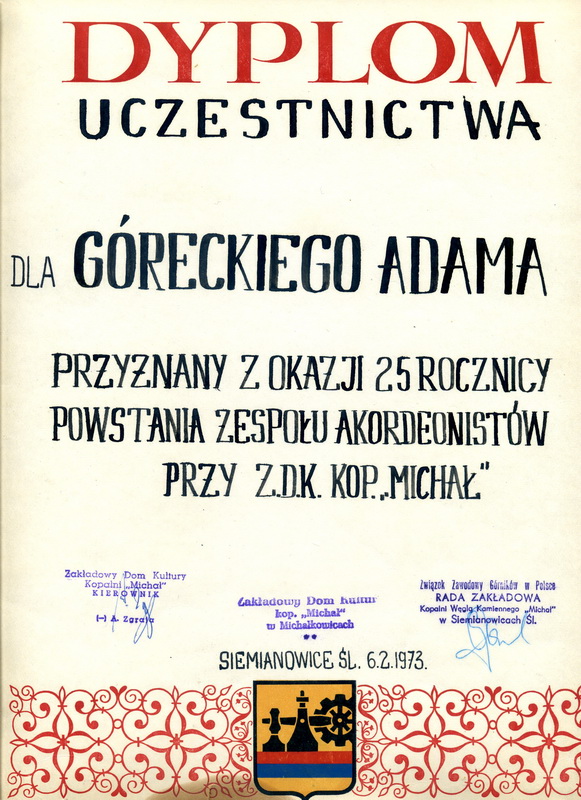 DYPLOM
UCZESTNICTWA
DLA GÓRECKIEGO ADAMA
PRZYZNANY Z OKAZJI 25 ROCZNICY
POWSTANIA ZESPOŁU AKORDEONISTÓW
PRZY Z.D.K. KOP. „MICHAŁ"
Zakładowy Dom Kultury
Kopalni „Michał"
KIEROWNIK
(—) A. Zgraja
Zakładowy Dom Kultur
kop. „Michał"
w Michałkowicach
**
Związek Zawodowy Górników w Polsce
RADA ZAKŁADOWA
Kopalni Węgla Kamiennego „Michał"
w Siemianowicach Śl.
SIEMIANOWICE ŚL. 6.2.1973.